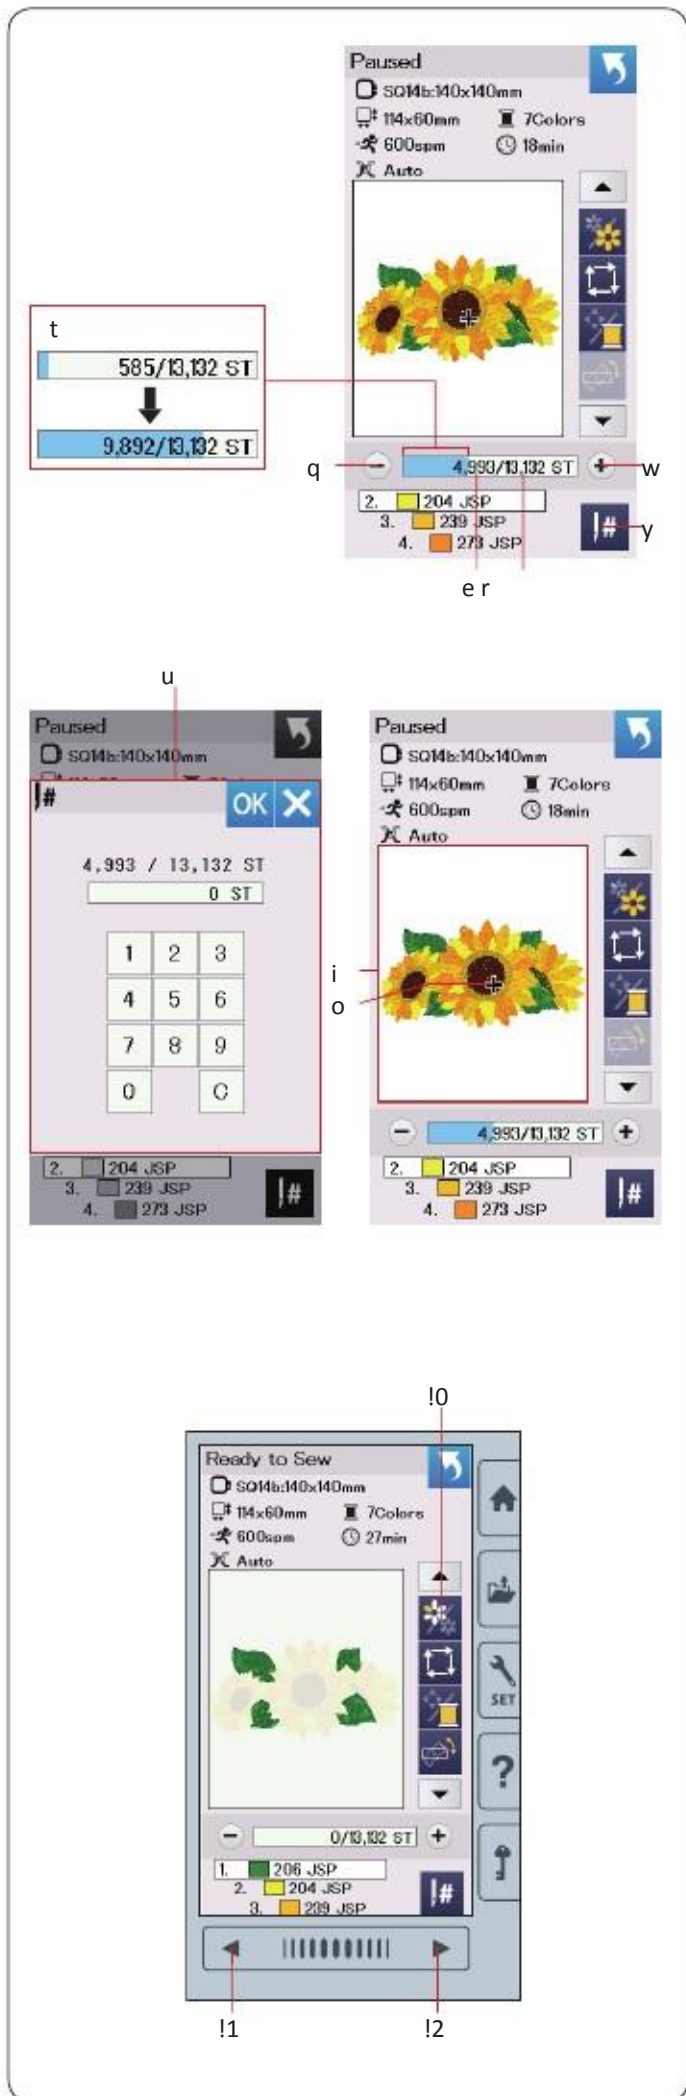 Paused
SQ14b:140x140mm
114x60mm 7Colors
600spm 18min
Auto
t
585/13,132 ST
9,892/13,132 ST
q
4,993/13,132 ST
w
2. 204 JSP
3. 239 JSP
4. 273 JSP
#
y
e r
u
Paused
SQ14b:140x140mm
#
OK
4,993 / 13,132 ST
0 ST
1 2 3
4 5 6
7 8 9
0 C
2. 204 JSP
3. 239 JSP
4. 273 JSP
#
Paused
SQ14b:140x140mm
114x60mm 7Colors
600spm 18min
Auto
i
o
4,993/13,132 ST
2. 204 JSP
3. 239 JSP
4. 273 JSP
#
!0
Ready to Sew
SQ14b:140x140mm
114x60mm 7Colors
600spm 27min
Auto
SET
?
0/13,132 ST
1. 206 JSP
2. 204 JSP
3. 239 JSP
#
!1 !2